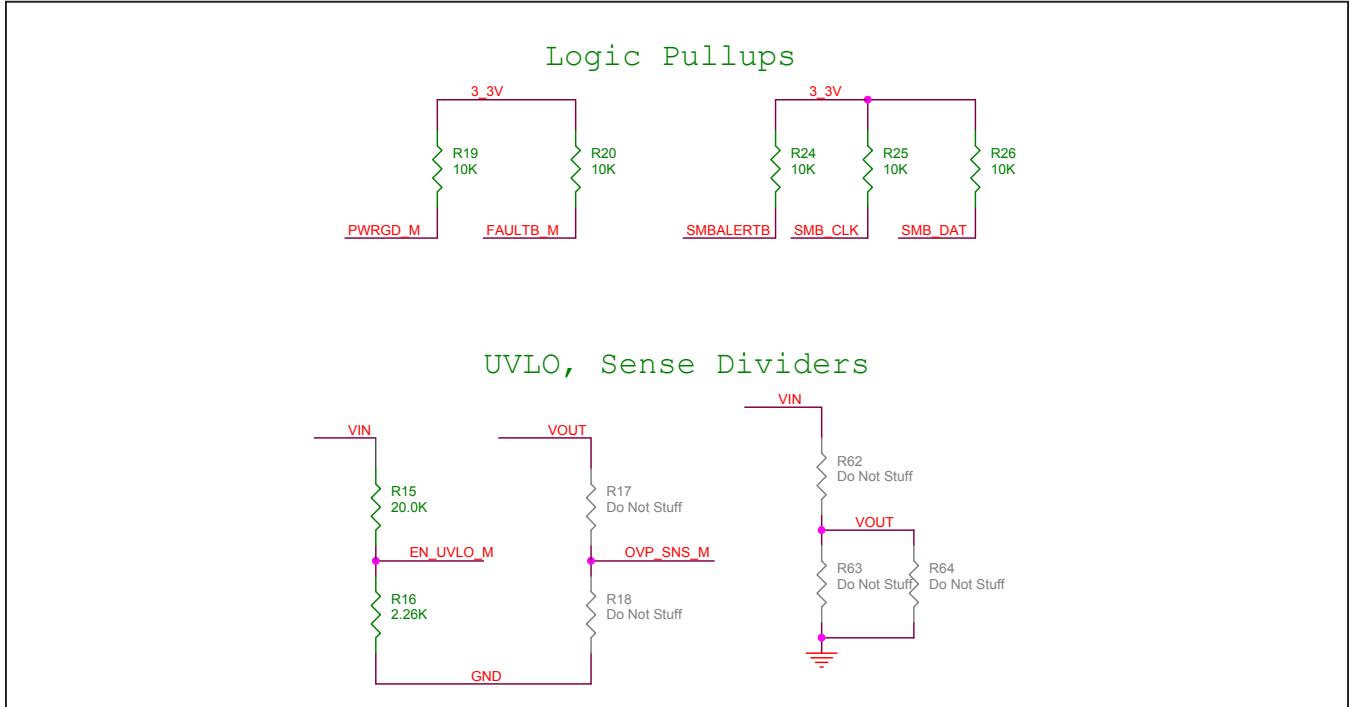 Logic Pullups
3_3V
3_3V
R19
10K
R20
10K
R24
10K
R25
10K
R26
10K
PWRGD_M
FAULTB_M
SMBALERTB
SMB_CLK
SMB_DAT
UVLO, Sense Dividers
VIN
VOUT
VIN
R15
20.0K
R17
Do Not Stuff
R62
Do Not Stuff
EN_UVLO_M
OVP_SNS_M
VOUT
R16
2.26K
R18
Do Not Stuff
R63
Do Not Stuff
R64
Do Not Stuff
GND